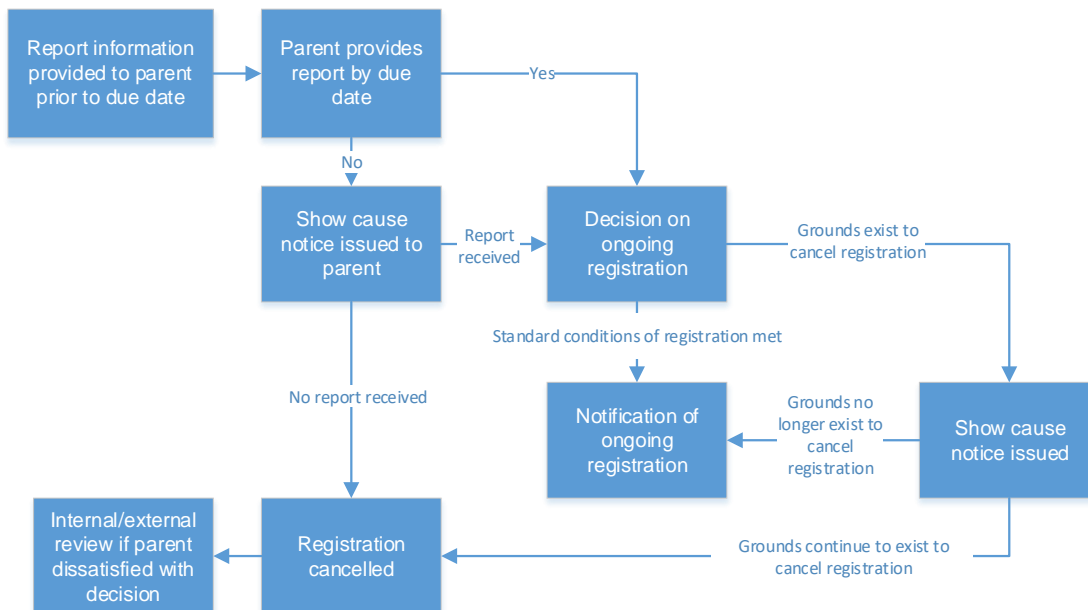 Report information
provided to parent
prior to due date
Parent provides
report by due
date
Yes
No
Show cause
notice issued to
parent
Report
received
Decision on
ongoing
registration
Grounds exist to
cancel registration
Standard conditions of registration met
No report received
Notification of
ongoing
registration
Grounds no
longer exist to
cancel
registration
Show cause
notice issued
Internal/external
review if parent
dissatisfied with
decision
Registration
cancelled
Grounds continue to exist to
cancel registration